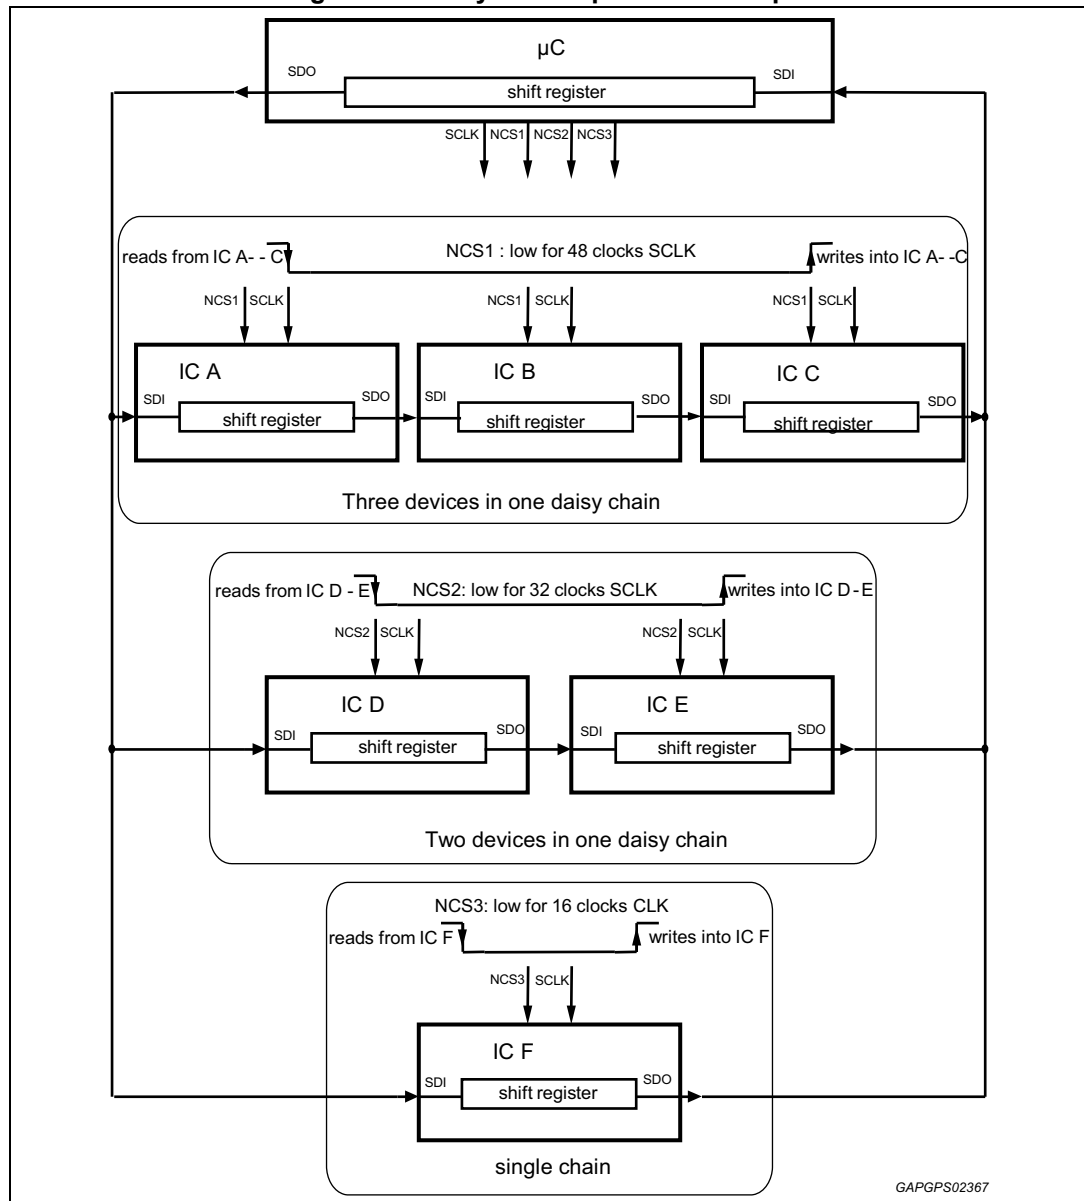 µC
SDO
SDI
shift register
SCLK NCS1 NCS2 NCS3
reads from IC A- - C
NCS1 : low for 48 clocks SCLK
writes into IC A- -C
NCS1 SCLK
NCS1 SCLK
NCS1 SCLK
IC A
IC B
IC C
SDI
SDO
SDI
SDO
SDI
SDO
shift register
shift register
shift register
Three devices in one daisy chain
reads from IC D - E
NCS2: low for 32 clocks SCLK
writes into IC D - E
NCS2 SCLK
NCS2 SCLK
IC D
IC E
SDI
SDO
SDI
SDO
shift register
shift register
Two devices in one daisy chain
NCS3: low for 16 clocks CLK
reads from IC F
writes into IC F
NCS3 SCLK
IC F
SDI
SDO
shift register
single chain
GAPGPS02367